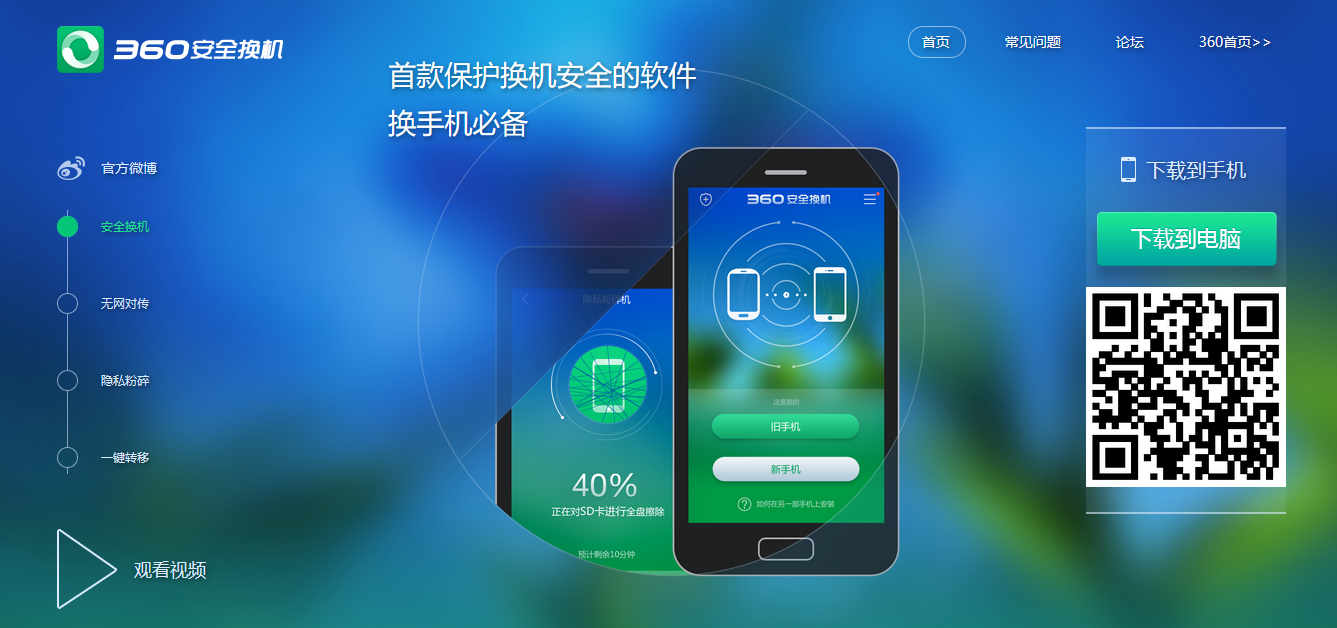 360安全换机
首页
常见问题
论坛
360首页>>
首款保护换机安全的软件
换手机必备
官方微博
安全换机
无网对传
隐私粉碎
一键转移
观看视频
隐私粉碎机
40%
正在对SD卡进行全盘擦除
预计剩余10分钟
360安全换机
这是我的
旧手机
新手机
如何在另一部手机上安装
下载到手机
下载到电脑